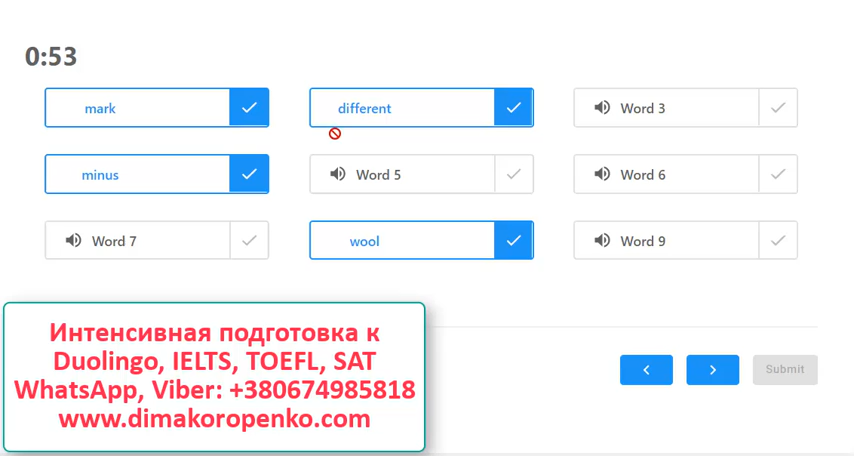 0:53
mark
different
Word 3
minus
Word 5
Word 6
Word 7
wool
Word 9
Интенсивная подготовка к
Duolingo, IELTS, TOEFL, SAT
WhatsApp, Viber: +380674985818
www.dimakoropenko.com
Submit